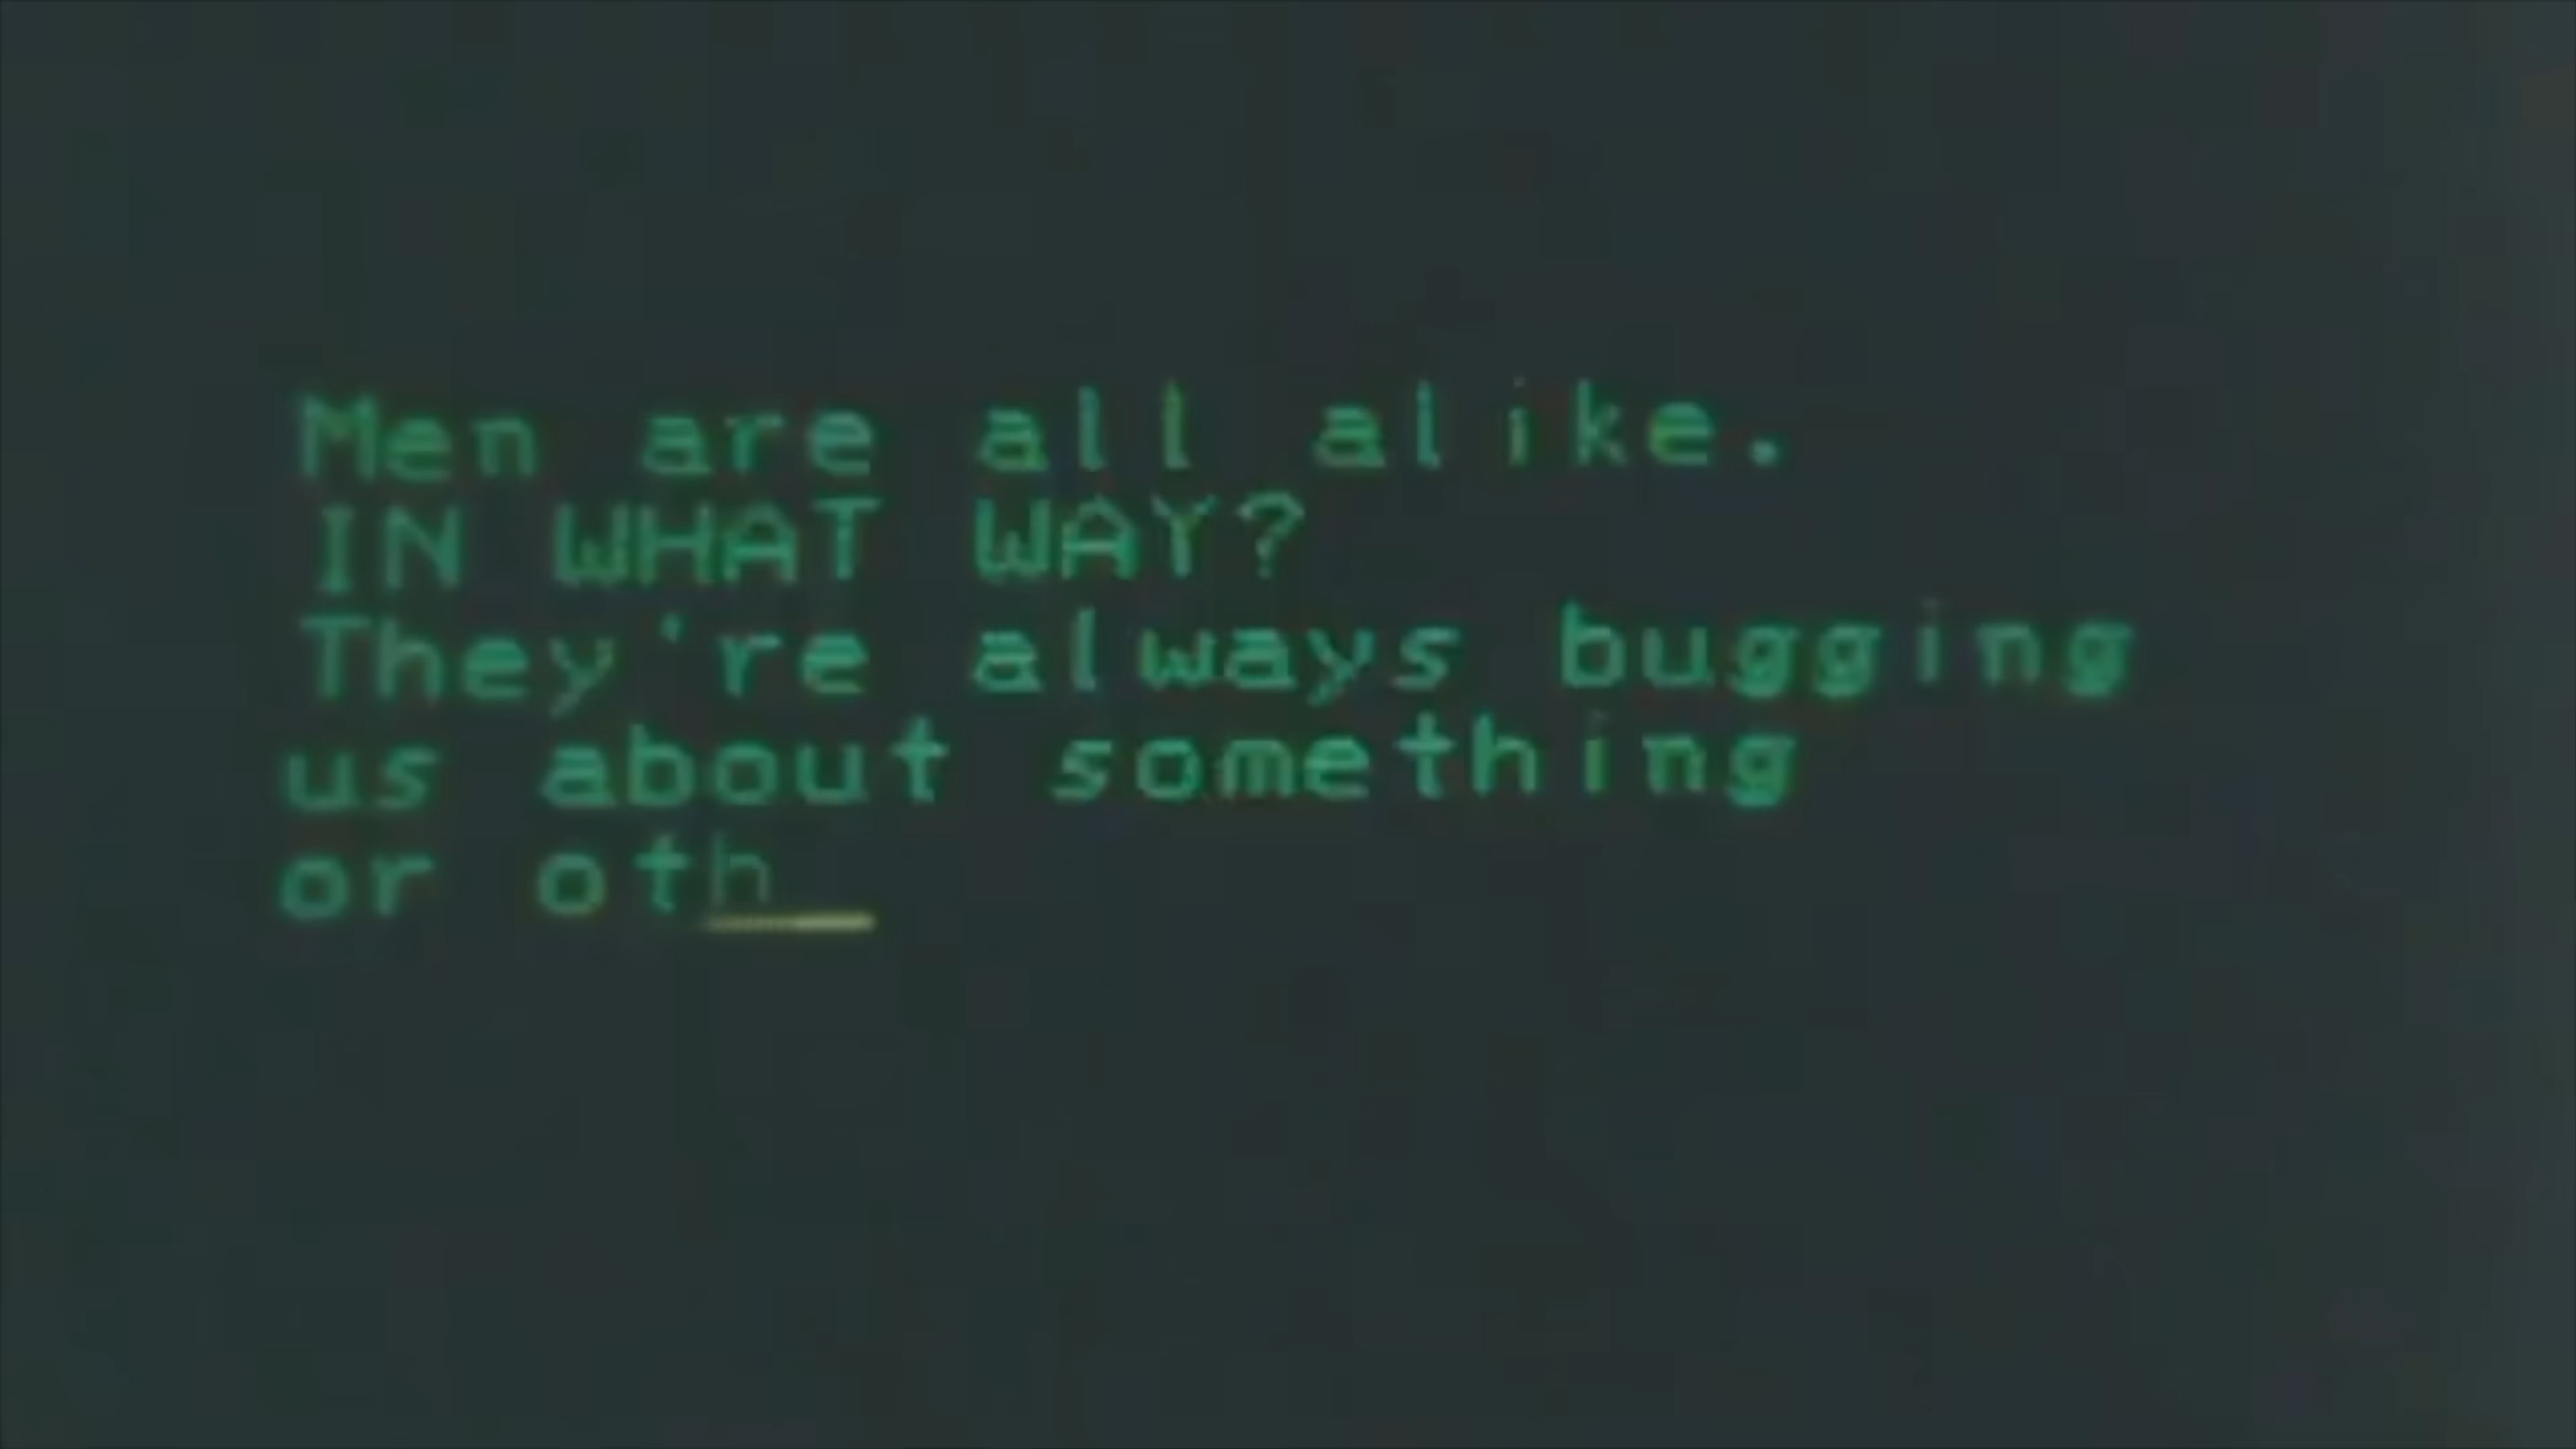 Men are all alike.
IN WHAT WAY?
They're always bugging
us about something
or oth